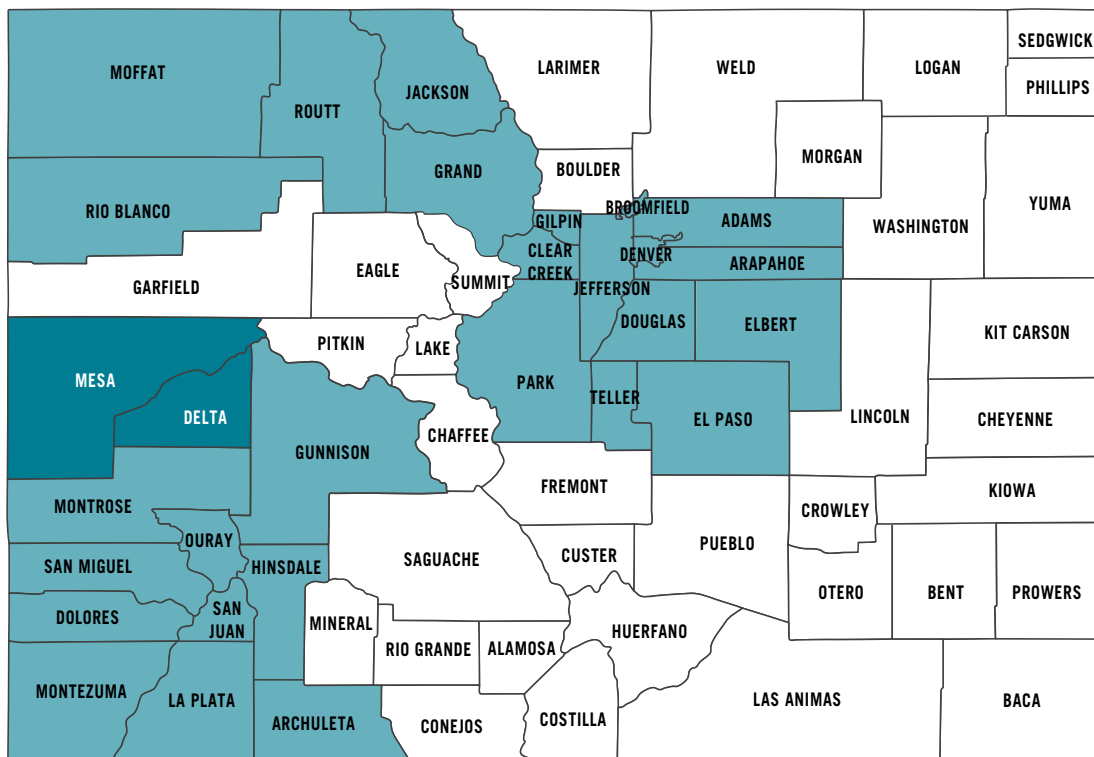 SEDGWICK
MOFFAT
LARIMER
WELD
LOGAN
PHILLIPS
JACKSON
ROUTT
MORGAN
BOULDER
GRAND
YUMA
RIO BLANCO
BROOMFIELD
GILPIN
ADAMS
WASHINGTON
CLEAR
CREEK
DENVER
ARAPAHOE
EAGLE
SUMMIT
GARFIELD
JEFFERSON
DOUGLAS
ELBERT
KIT CARSON
PITKIN
LAKE
MESA
PARK
TELLER
DELTA
EL PASO
LINCOLN
CHEYENNE
CHAFFEE
GUNNISON
FREMONT
KIOWA
MONTROSE
CROWLEY
OURAY
PUEBLO
SAN MIGUEL
HINSDALE
SAGUACHE
CUSTER
OTERO
BENT
PROWERS
DOLORES
SAN
JUAN
MINERAL
HUERFANO
RIO GRANDE
ALAMOSA
MONTEZUMA
LA PLATA
LAS ANIMAS
BACA
ARCHULETA
CONEJOS
COSTILLA